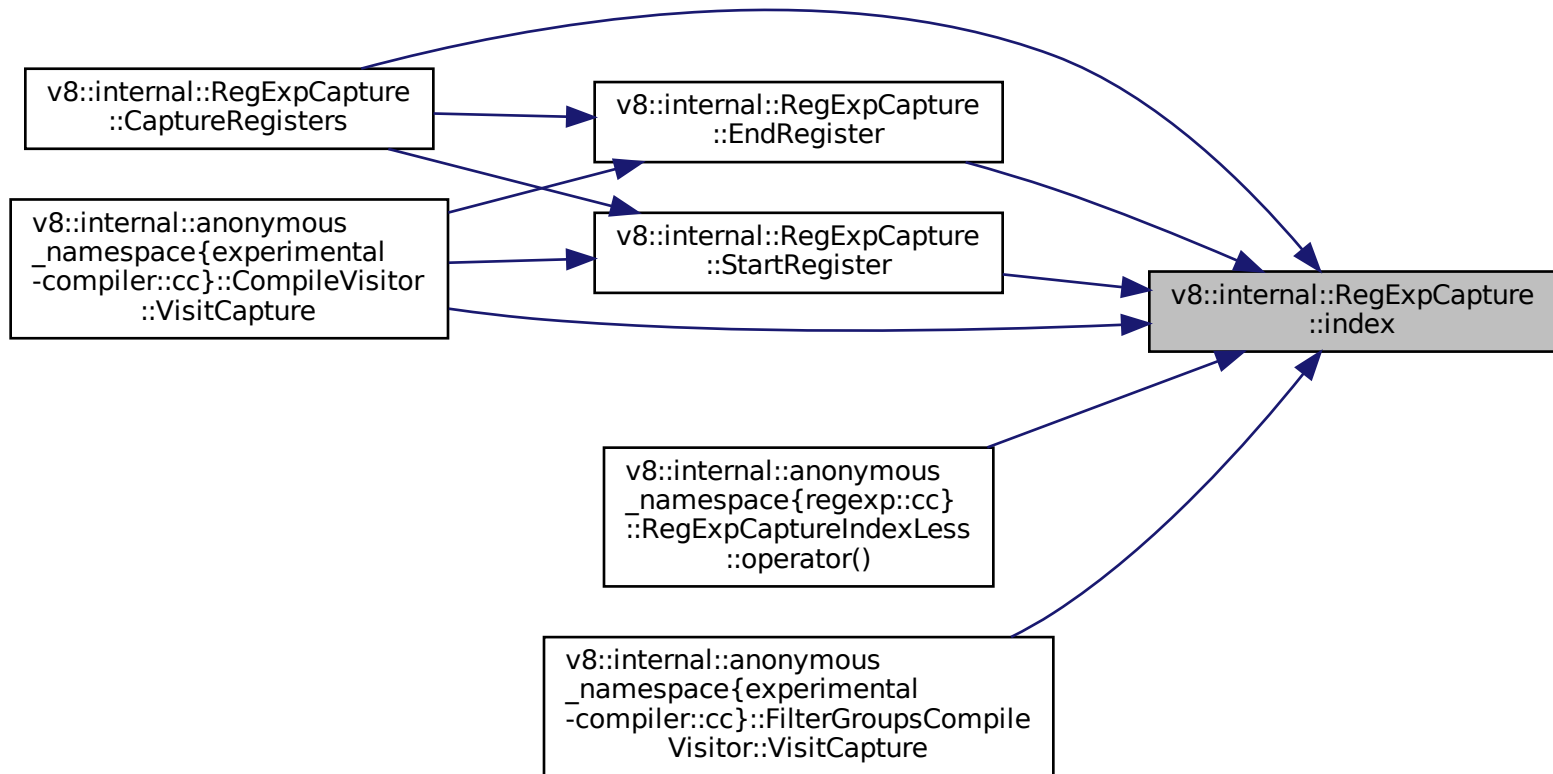 v8::internal::RegExpCapture
::CaptureRegisters
v8::internal::RegExpCapture
::EndRegister
v8::internal::anonymous
_namespace{experimental
-compiler::cc}::CompileVisitor
::VisitCapture
v8::internal::RegExpCapture
::StartRegister
v8::internal::RegExpCapture
::index
v8::internal::anonymous
_namespace{regexp::cc}
::RegExpCaptureIndexLess
::operator()
v8::internal::anonymous
_namespace{experimental
-compiler::cc}::FilterGroupsCompile
Visitor::VisitCapture